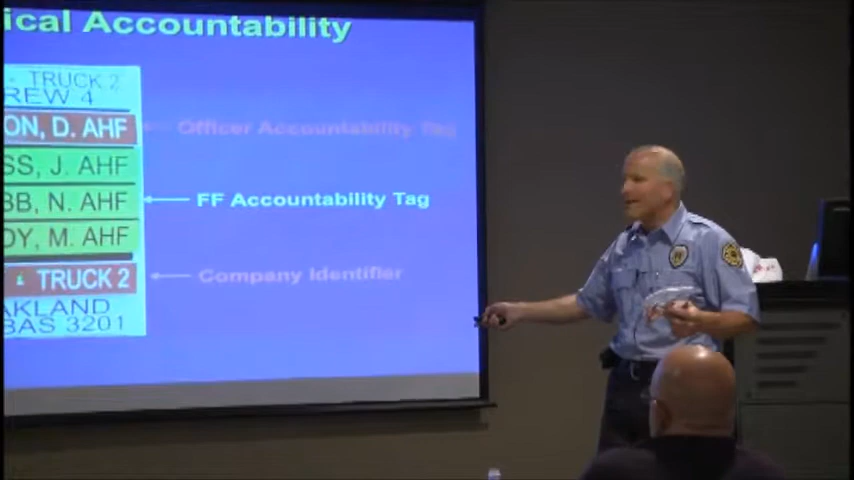 ical Accountability
TRUCK 2
REW 4
ON, D. AHF
Officer Accountability Tag
SS, J. AHF
BB, N. AHF
FF Accountability Tag
DY, M. AHF
TRUCK 2
Company Identifier
AKLAND
BAS 3201